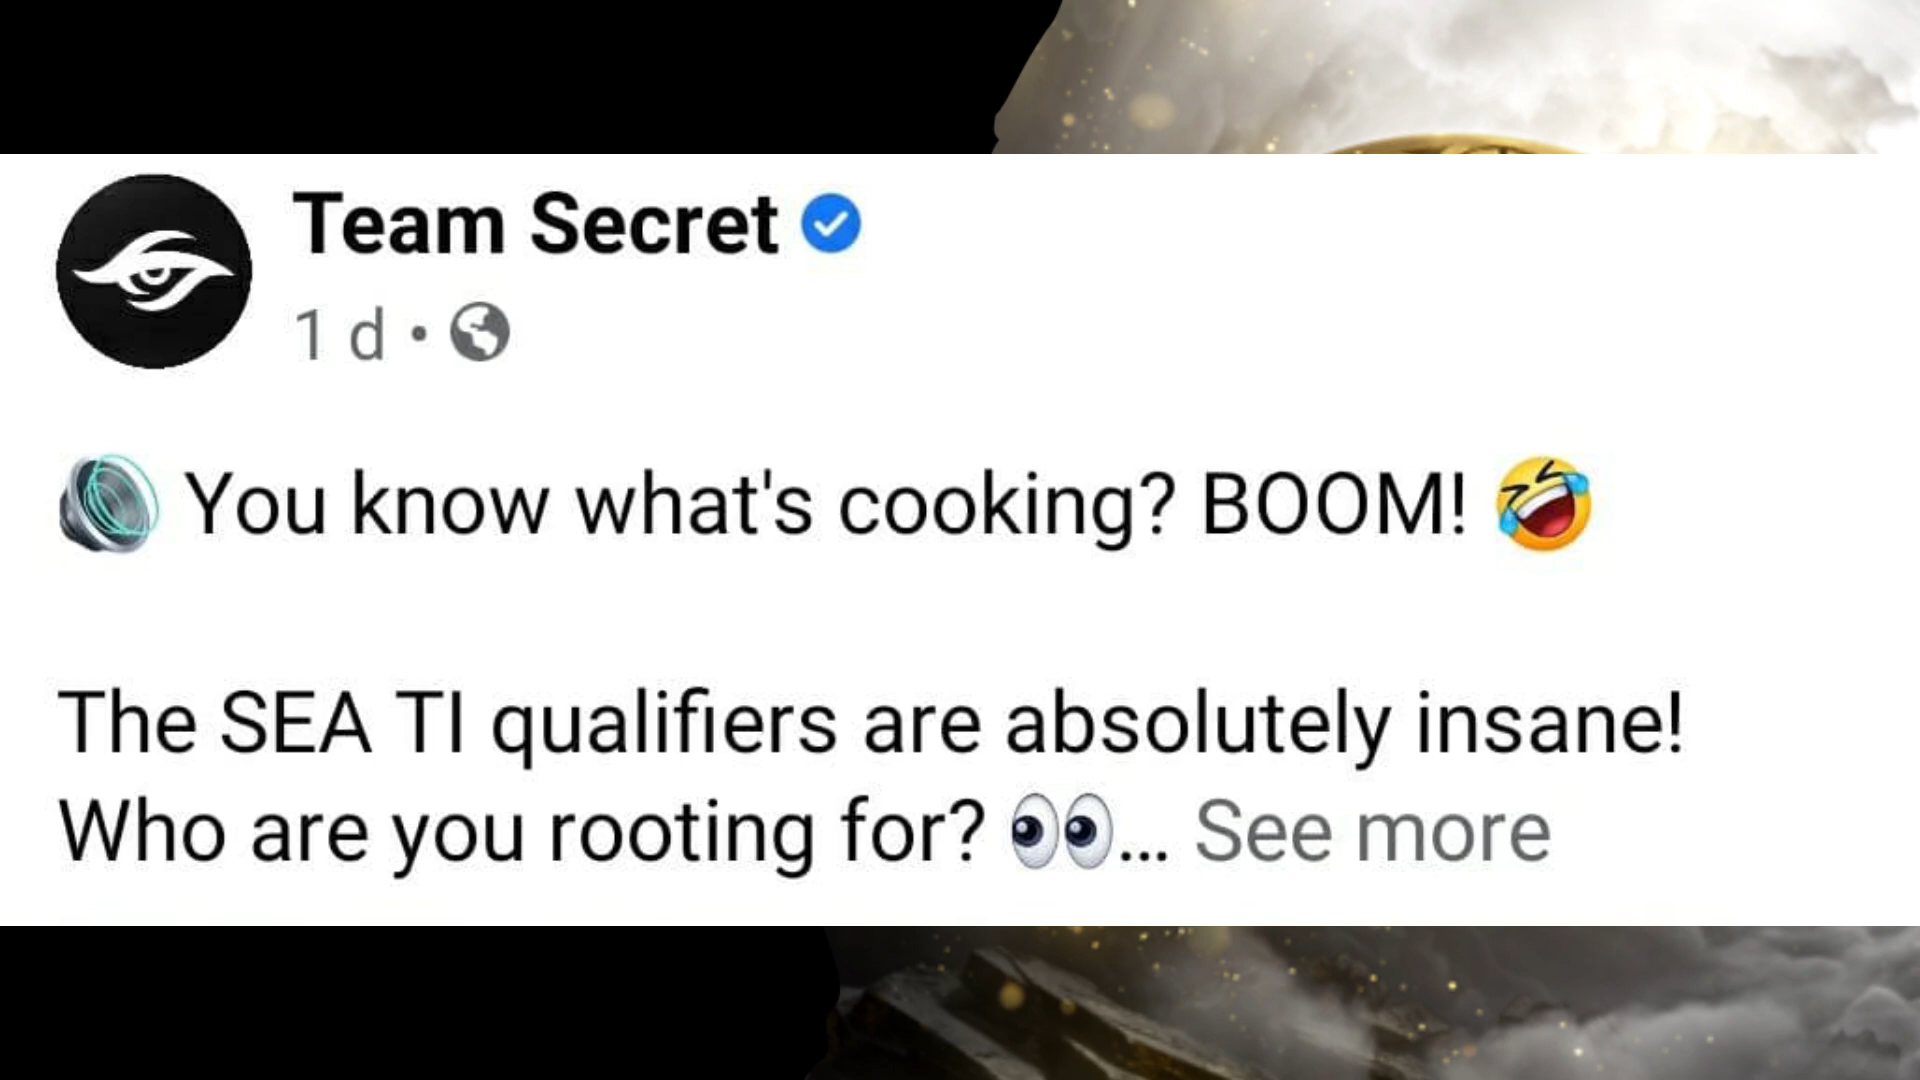 Team Secret
1 d •
🔊 You know what's cooking? BOOM! 🤣
The SEA TI qualifiers are absolutely insane!
Who are you rooting for? 👀... See more